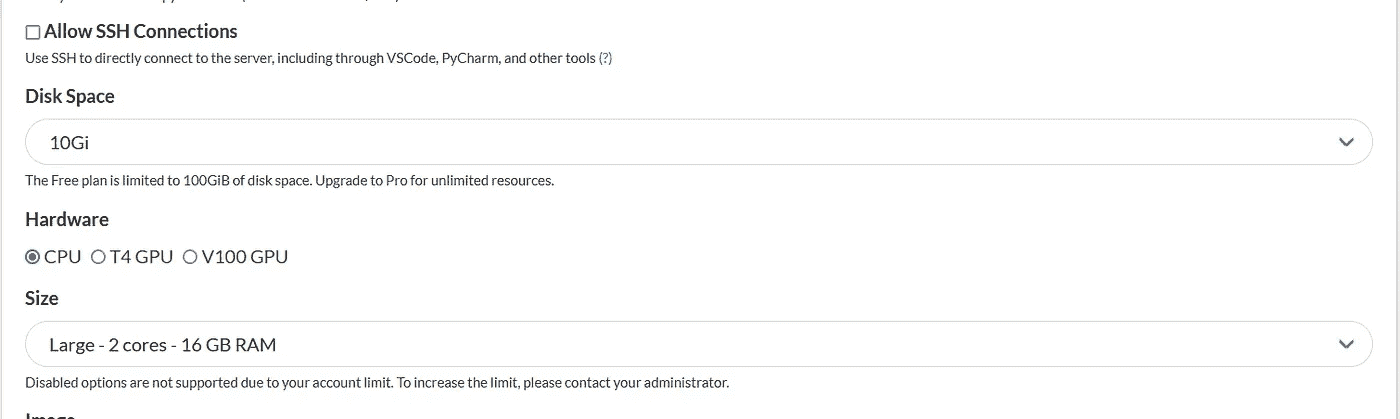 Allow SSH Connections
Use SSH to directly connect to the server, including through VSCode, PyCharm, and other tools (?)
Disk Space
10Gi
The Free plan is limited to 100GiB of disk space. Upgrade to Pro for unlimited resources.
Hardware
CPU T4 GPU V100 GPU
Size
Large - 2 cores - 16 GB RAM
Disabled options are not supported due to your account limit. To increase the limit, please contact your administrator.
Image